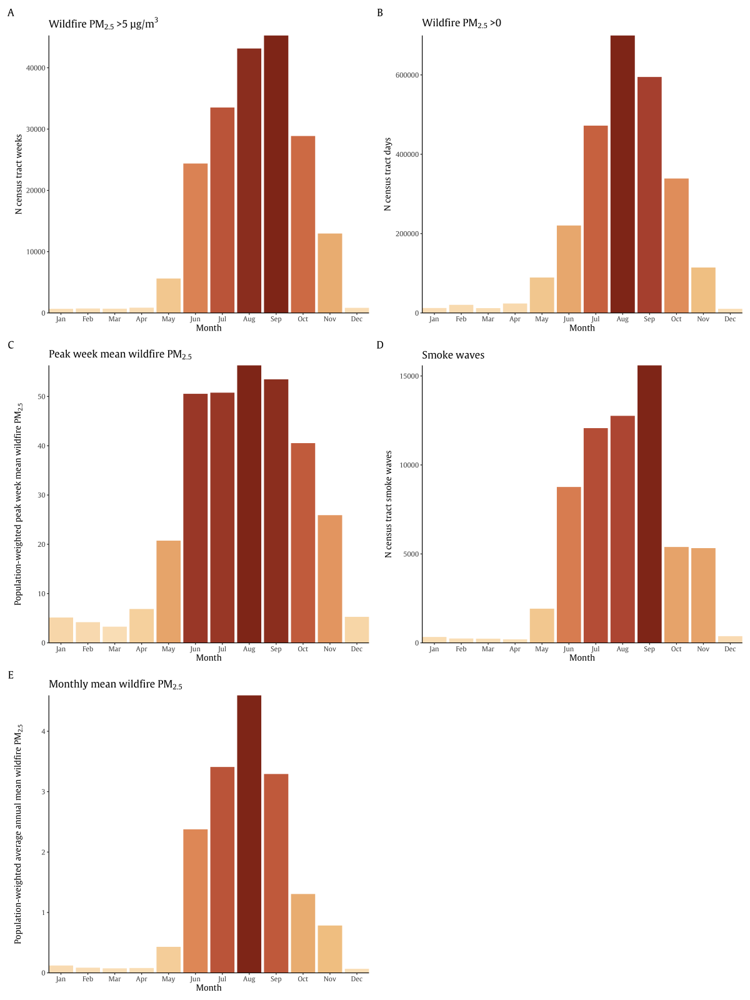 A
Wildfire PM2.5 >5 µg/m3
N census tract weeks
40000
30000
20000
10000
0
Jan Feb Mar Apr May Jun Jul Aug Sep Oct Nov Dec
Month
B
Wildfire PM2.5 >0
N census tract days
600000
400000
200000
0
Jan Feb Mar Apr May Jun Jul Aug Sep Oct Nov Dec
Month
C
Peak week mean wildfire PM2.5
Population-weighted peak week mean wildfire PM2.5
50
40
30
20
10
0
Jan Feb Mar Apr May Jun Jul Aug Sep Oct Nov Dec
Month
D
Smoke waves
N census tract smoke waves
15000
10000
5000
0
Jan Feb Mar Apr May Jun Jul Aug Sep Oct Nov Dec
Month
E
Monthly mean wildfire PM2.5
Population-weighted average annual mean wildfire PM2.5
4
3
2
1
0
Jan Feb Mar Apr May Jun Jul Aug Sep Oct Nov Dec
Month